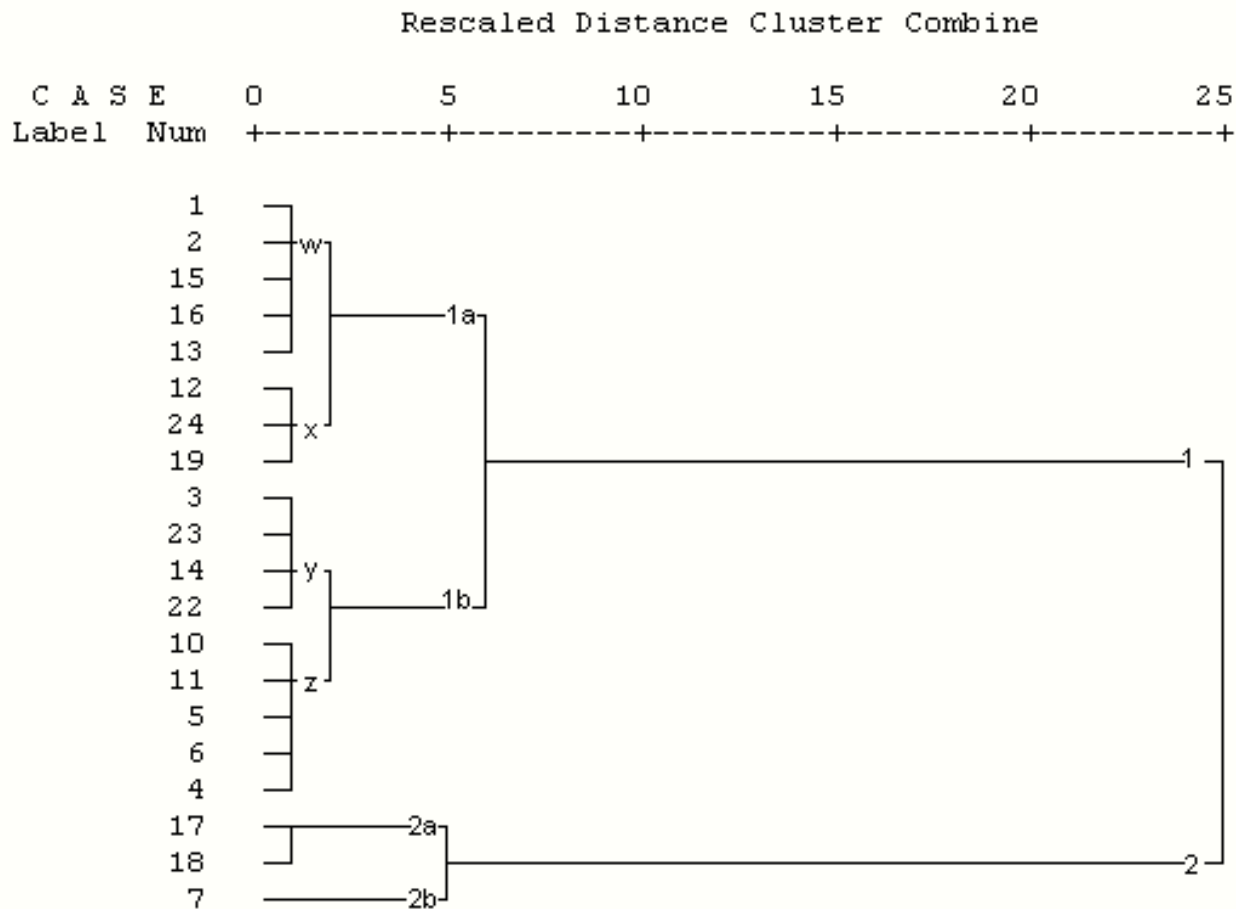 Rescaled Distance Cluster Combine
C A S E 0 5 10 15 20 25
Label Num +---------+---------+---------+---------+---------+
1
2 w
15
16 1a
13
12
24 x
19 1
3
23
14 y
22 1b
10
11 z
5
6
4
17 2a
18 2
7 2b